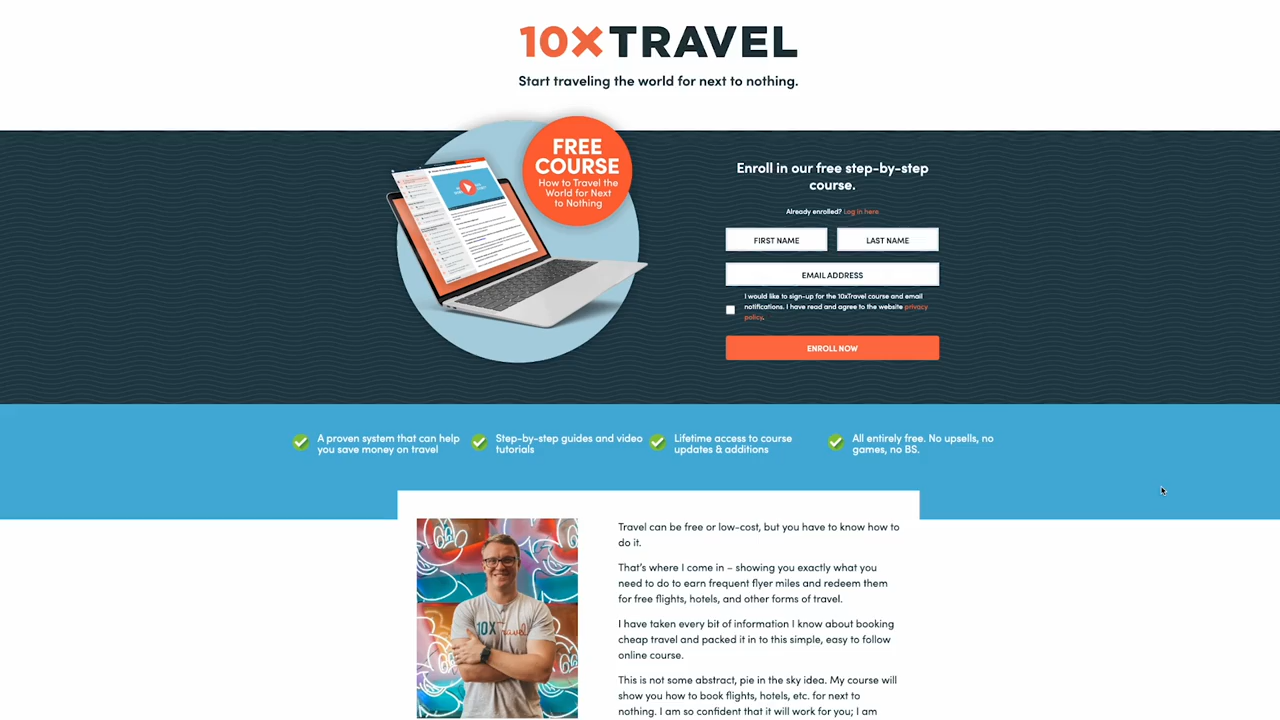 10XTRAVEL
Start traveling the world for next to nothing.
FREE
COURSE
How to Travel the
World for Next
to Nothing
Enroll in our free step-by-step
course.
Already enrolled? Log in here
FIRST NAME
LAST NAME
EMAIL ADDRESS
I would like to sign-up for the 10xTravel course and email
notifications. I have read and agree to the website privacy
policy.
ENROLL NOW
A proven system that can help
you save money on travel
Step-by-step guides and video
tutorials
Lifetime access to course
updates & additions
All entirely free. No upsells, no
games, no BS.
Travel can be free or low-cost, but you have to know how to
do it.
That's where I come in – showing you exactly what you
need to do to earn frequent flyer miles and redeem them
for free flights, hotels, and other forms of travel.
I have taken every bit of information I know about booking
cheap travel and packed it in to this simple, easy to follow
online course.
This is not some abstract, pie in the sky idea. My course will
show you how to book flights, hotels, etc. for next to
nothing. I am so confident that it will work for you; I am
10X Travel